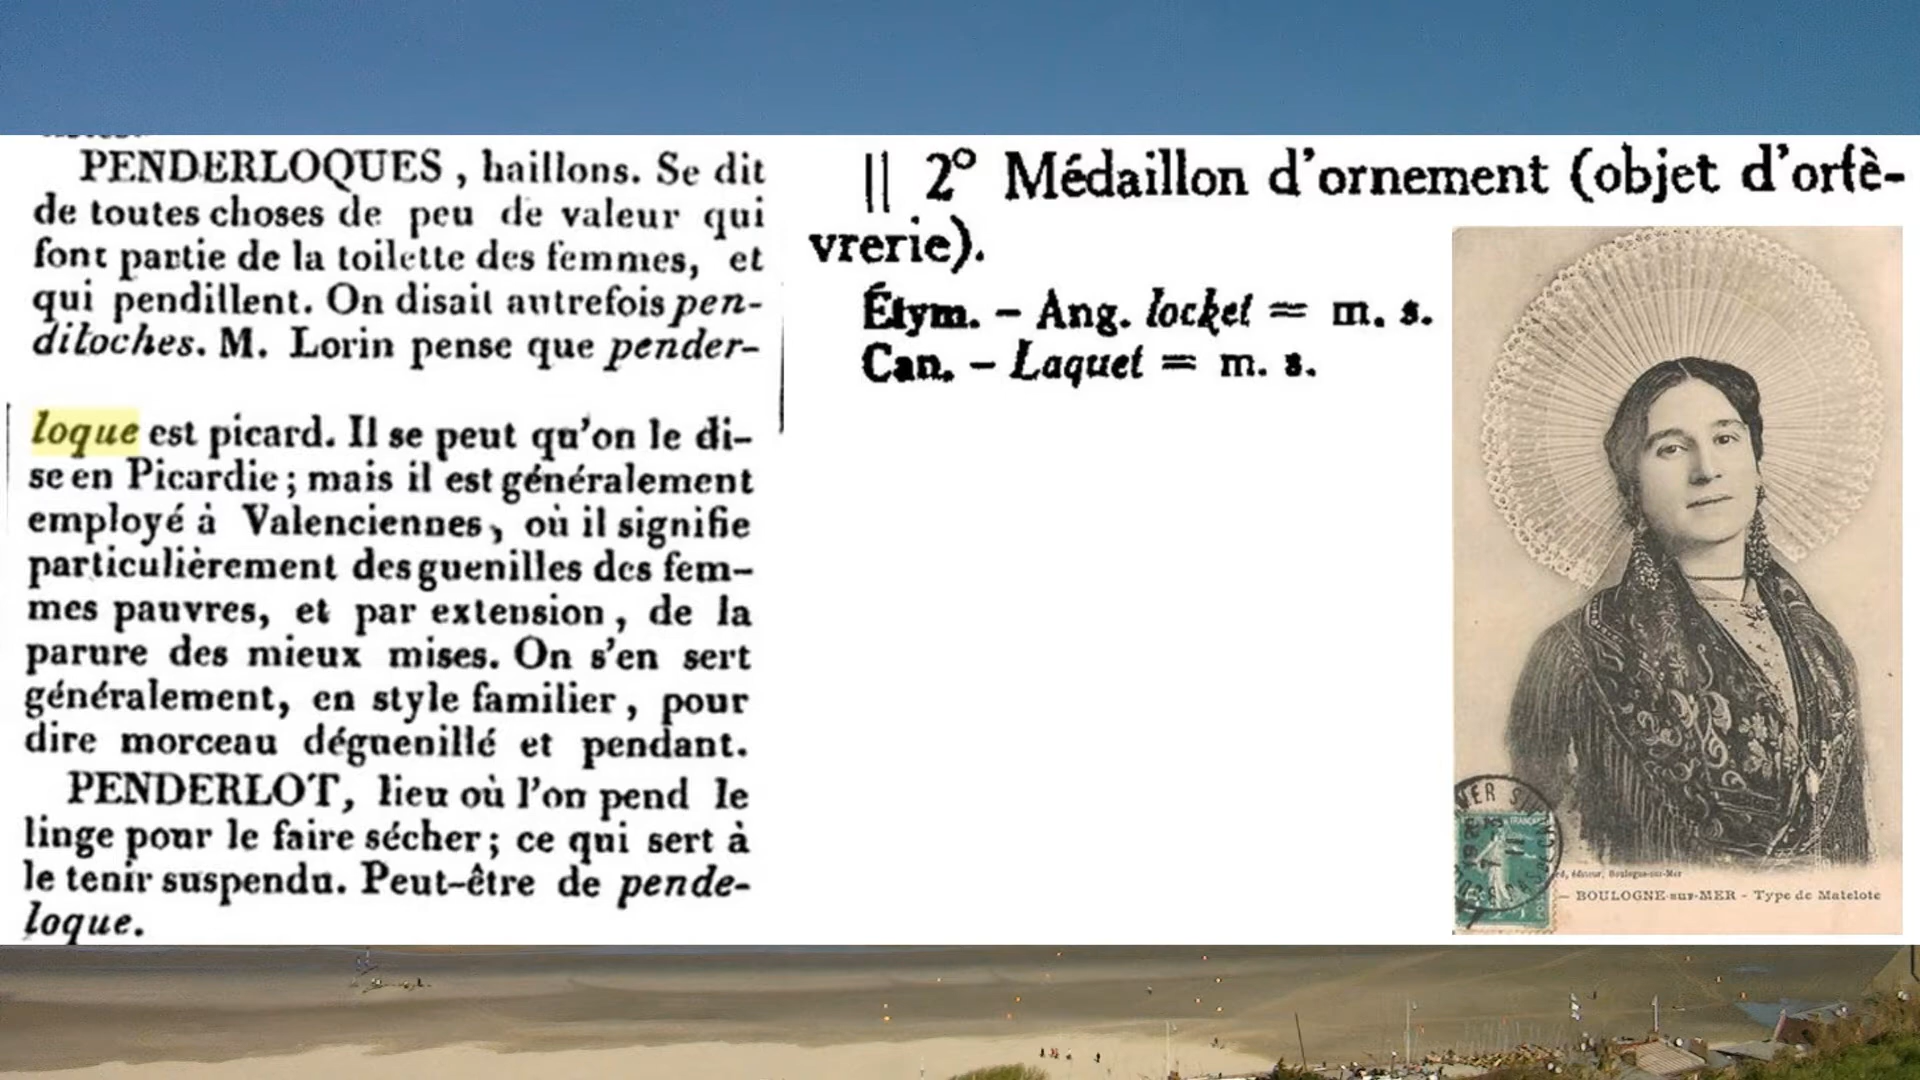 PENDERLOQUES, haillons. Se dit
de toutes choses de peu de valeur qui
font partie de la toilette des femmes, et
qui pendillent. On disait autrefois pen-
diloches. M. Lorin pense que pender-
loque est picard. Il se peut qu'on le di-
se en Picardie; mais il est généralement
employé à Valenciennes, où il signifie
particulièrement des guenilles des fem-
mes pauvres, et par extension, de la
parure des mieux mises. On s'en sert
généralement, en style familier, pour
dire morceau déguenillé et pendant.
PENDERLOT, lieu où l'on pend le
linge pour le faire sécher; ce qui sert à
le tenir suspendu. Peut-être de pende-
loque.
|| 2° Médaillon d'ornement (objet d'orfè-
vrerie).
Étym. – Ang. locket = m. s.
Can. – Laquet = m. s.
éditeur, Boulogne-sur-Mer
— BOULOGNE-sur-MER - Type de Matelote